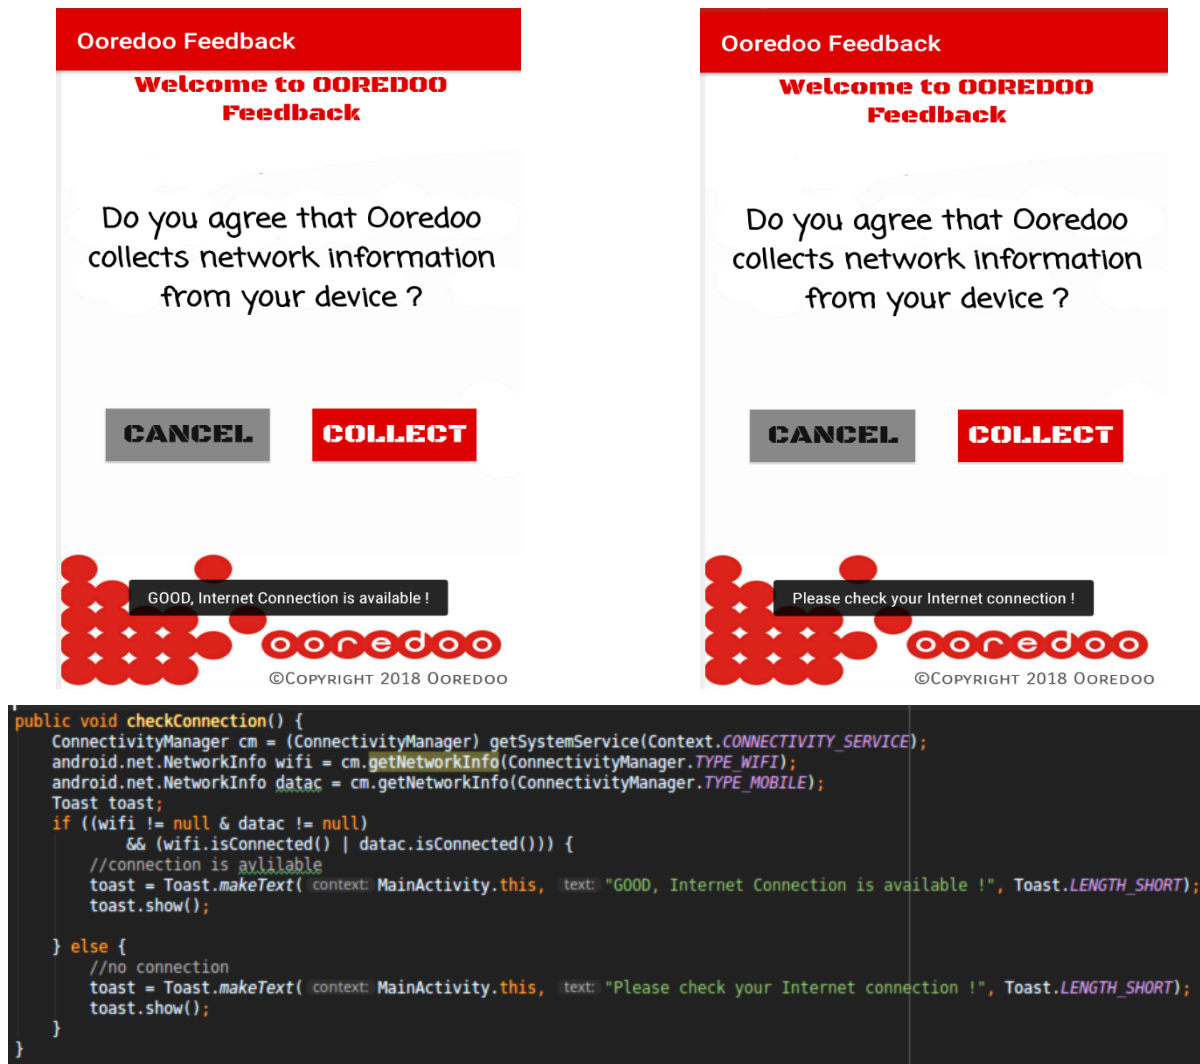 Ooredoo Feedback
Welcome to OOREDOO
Feedback
Do you agree that Ooredoo
collects network information
from your device ?
CANCEL
COLLECT
GOOD, Internet Connection is available !
ooredoo
©COPYRIGHT 2018 OOREDOO
Ooredoo Feedback
Welcome to OOREDOO
Feedback
Do you agree that Ooredoo
collects network information
from your device ?
CANCEL
COLLECT
Please check your Internet connection !
ooredoo
©COPYRIGHT 2018 OOREDOO
public void checkConnection() {
    ConnectivityManager cm = (ConnectivityManager) getSystemService(Context.CONNECTIVITY_SERVICE);
    android.net.NetworkInfo wifi = cm.getNetworkInfo(ConnectivityManager.TYPE_WIFI);
    android.net.NetworkInfo datac = cm.getNetworkInfo(ConnectivityManager.TYPE_MOBILE);
    Toast toast;
    if ((wifi != null & datac != null)
            && (wifi.isConnected() | datac.isConnected())) {
        //connection is avlilable
        toast = Toast.makeText( context: MainActivity.this, text: "GOOD, Internet Connection is available !", Toast.LENGTH_SHORT);
        toast.show();
    } else {
        //no connection
        toast = Toast.makeText( context: MainActivity.this, text: "Please check your Internet connection !", Toast.LENGTH_SHORT);
        toast.show();
    }
}